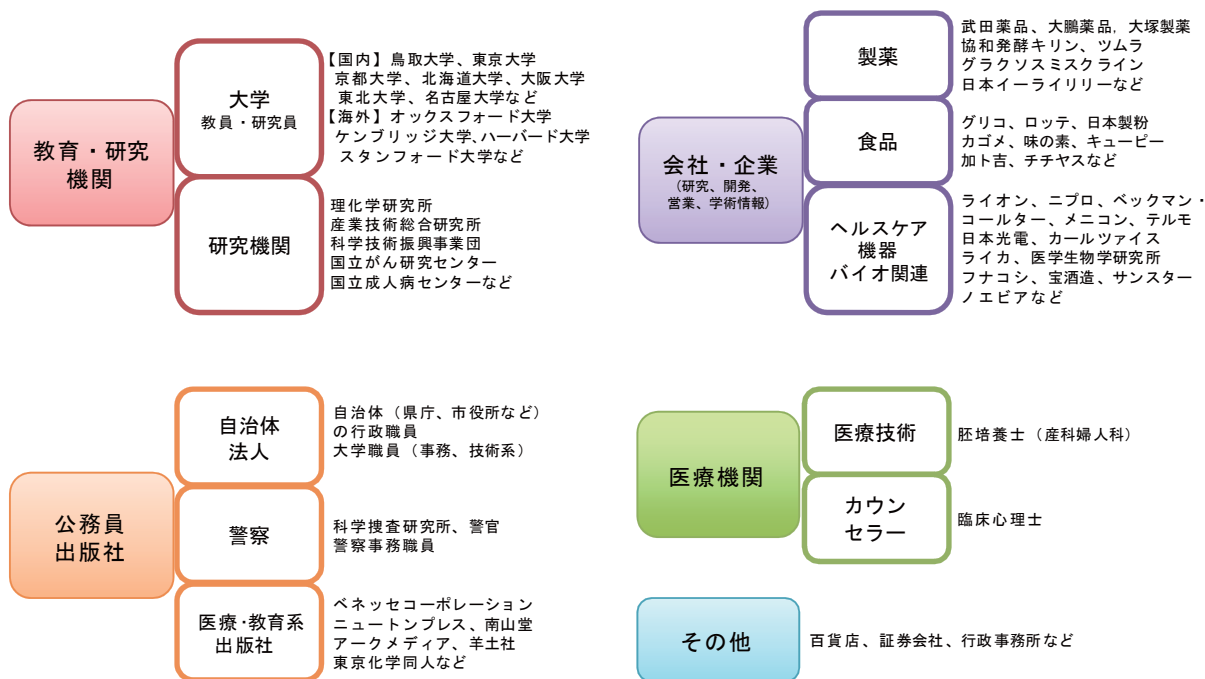 教育・研究
機関
大学
教員・研究員
【国内】鳥取大学、東京大学
京都大学、北海道大学、大阪大学
東北大学、名古屋大学など
【海外】オックスフォード大学
ケンブリッジ大学、ハーバード大学
スタンフォード大学など
研究機関
理化学研究所
産業技術総合研究所
科学技術振興事業団
国立がん研究センター
国立成人病センターなど
会社・企業
(研究、開発、
営業、学術情報)
製薬
武田薬品、大鵬薬品，大塚製薬
協和発酵キリン、ツムラ
グラクソスミスクライン
日本イーライリリーなど
食品
グリコ、ロッテ、日本製粉
カゴメ、味の素、キューピー
加ト吉、チチヤスなど
ヘルスケア
機器
バイオ関連
ライオン、ニプロ、ベックマン・
コールター、メニコン、テルモ
日本光電、カールツァイス
ライカ、医学生物学研究所
フナコシ、宝酒造、サンスター
ノエビアなど
公務員
出版社
自治体
法人
自治体（県庁、市役所など）
の行政職員
大学職員（事務、技術系）
警察
科学捜査研究所、警官
警察事務職員
医療・教育系
出版社
ベネッセコーポレーション
ニュートンプレス、南山堂
アークメディア、羊土社
東京化学同人など
医療機関
医療技術
胚培養士（産科婦人科）
カウン
セラー
臨床心理士
その他
百貨店、証券会社、行政事務所など